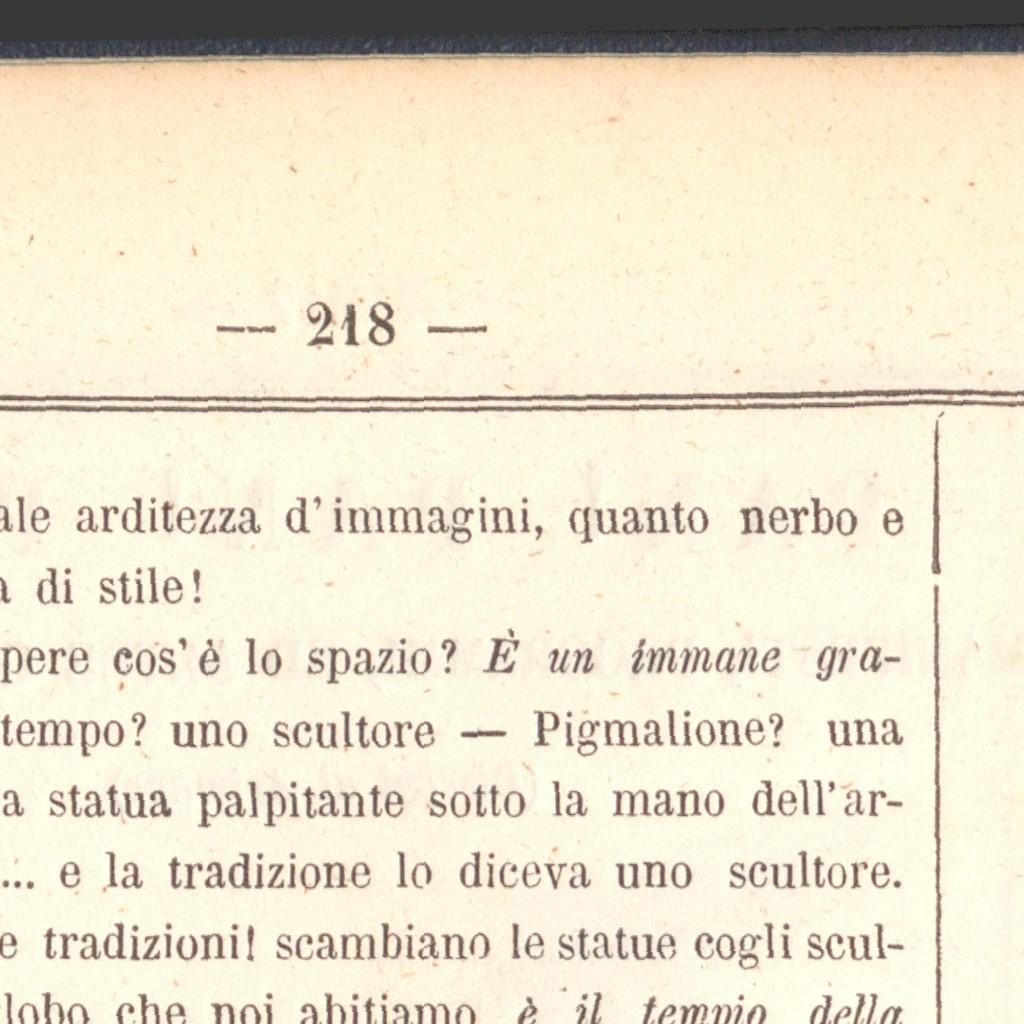 — 218 —
ale arditezza d'immagini, quanto nerbo e
a di stile!
pere cos'è lo spazio? È un immane gra-
tempo? uno scultore — Pigmalione? una
a statua palpitante sotto la mano dell'ar-
... e la tradizione lo diceva uno scultore.
e tradizioni! scambiano le statue cogli scul-
lobo che noi abitiamo è il tempio della